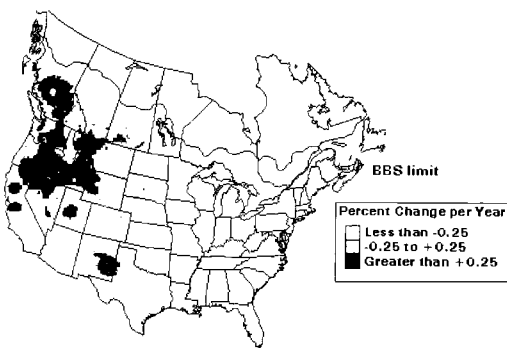 BBS limit
Percent Change per Year
Less than -0.25
-0.25 to +0.25
Greater than +0.25